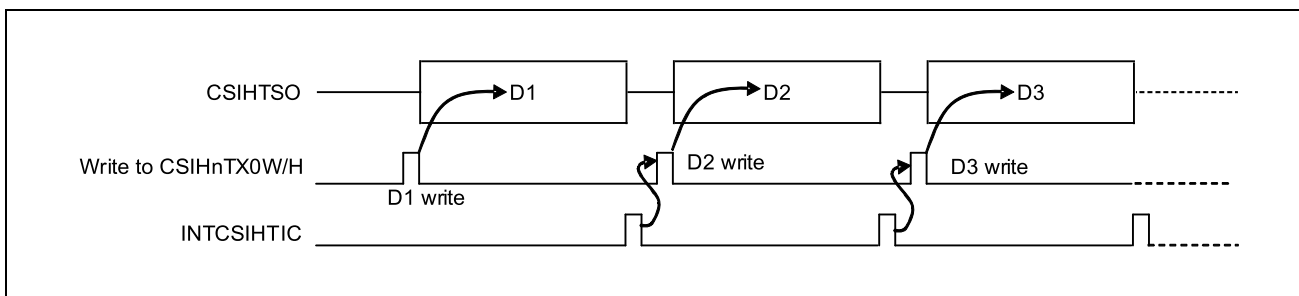 CSIHTSO
D1
D2
D3
Write to CSIHnTX0W/H
D1 write
D2 write
D3 write
INTCSIHTIC